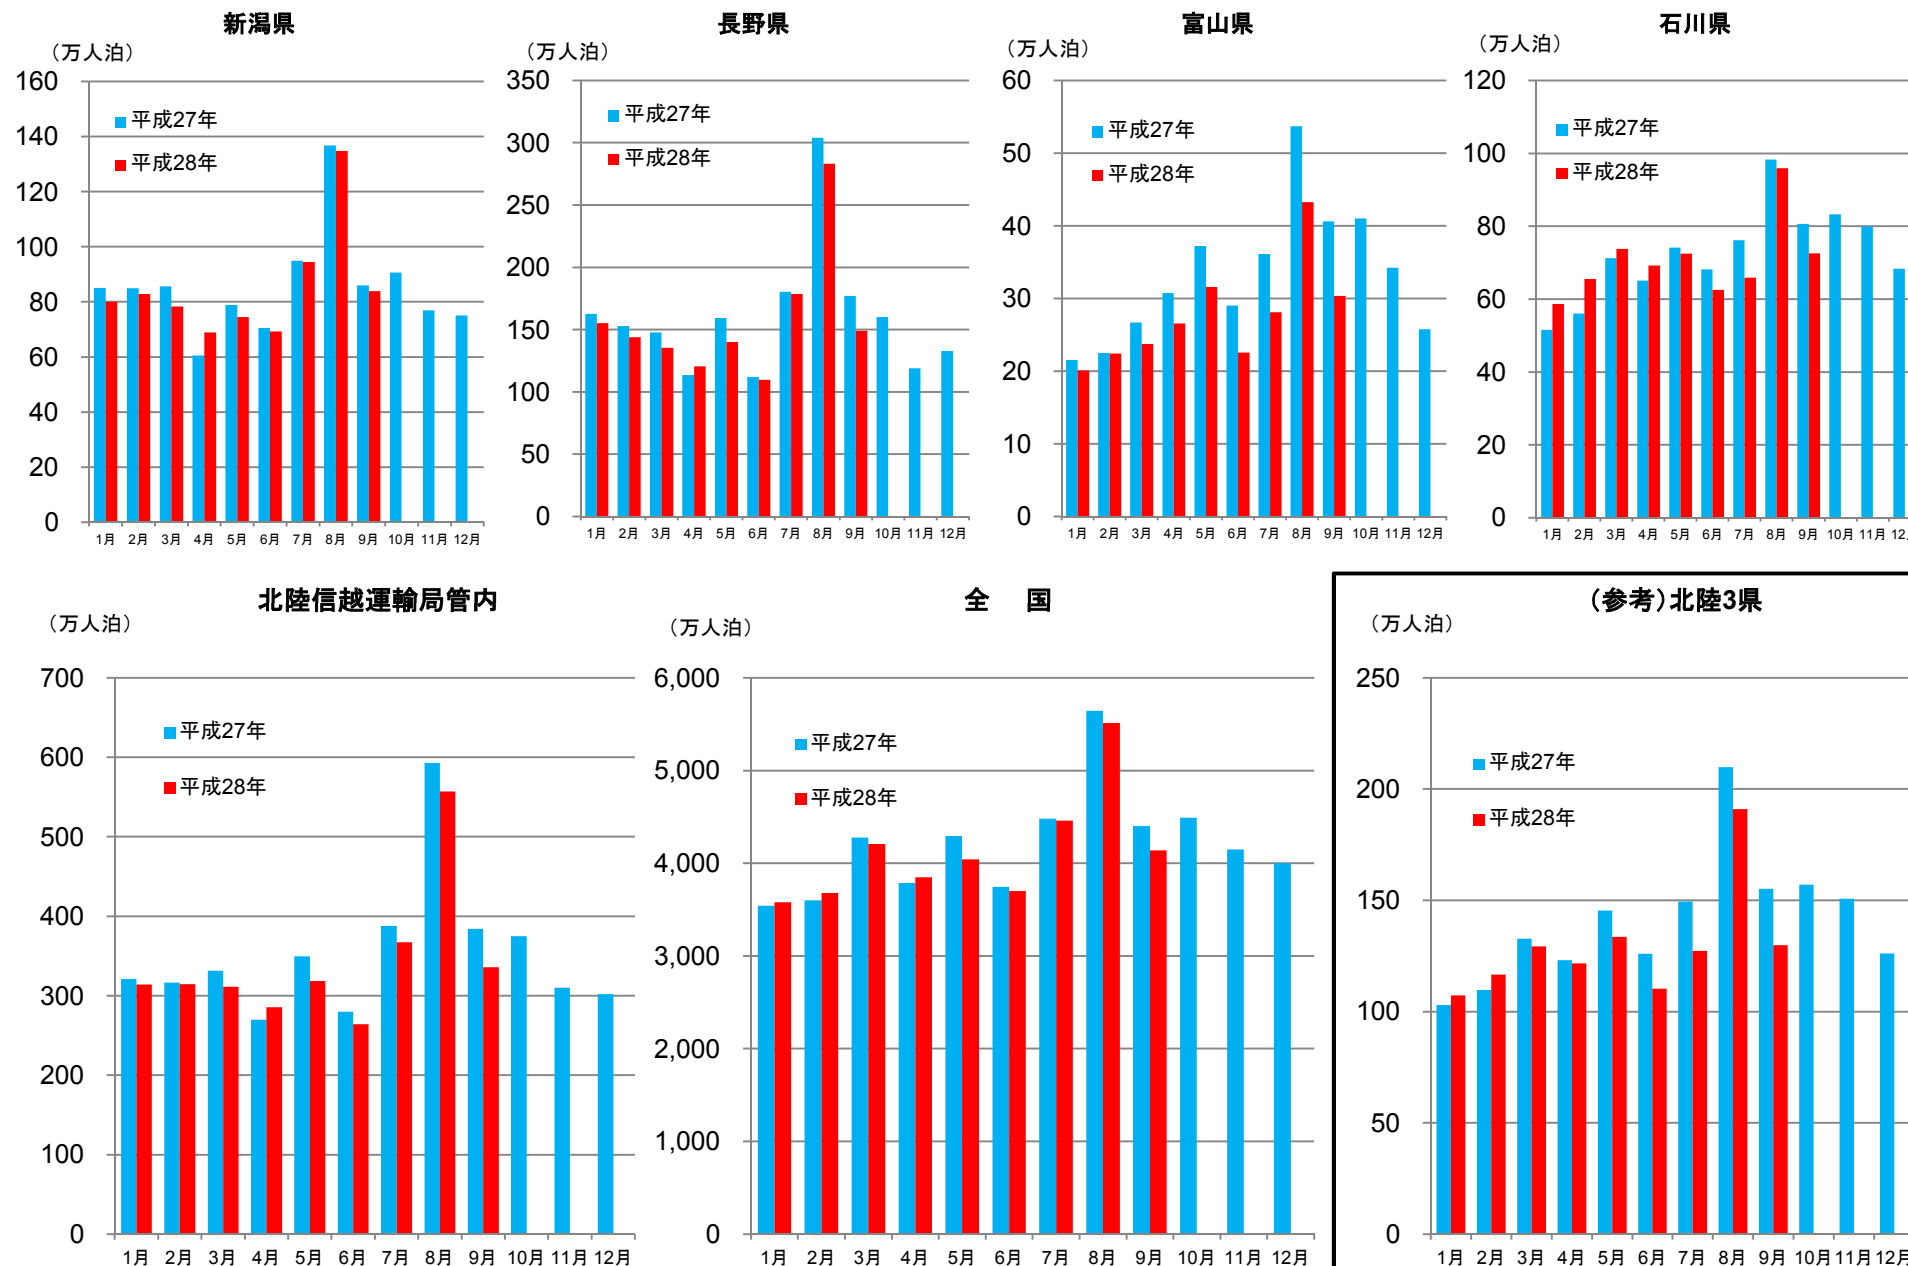 新潟県
（万人泊）
160
140
120
100
80
60
40
20
0
平成27年
平成28年
1月 2月 3月 4月 5月 6月 7月 8月 9月 10月 11月 12月
長野県
（万人泊）
350
300
250
200
150
100
50
0
平成27年
平成28年
1月 2月 3月 4月 5月 6月 7月 8月 9月 10月 11月 12月
富山県
（万人泊）
60
50
40
30
20
10
0
平成27年
平成28年
1月 2月 3月 4月 5月 6月 7月 8月 9月 10月 11月 12月
石川県
（万人泊）
120
100
80
60
40
20
0
平成27年
平成28年
1月 2月 3月 4月 5月 6月 7月 8月 9月 10月 11月 12月
北陸信越運輸局管内
（万人泊）
700
600
500
400
300
200
100
0
平成27年
平成28年
1月 2月 3月 4月 5月 6月 7月 8月 9月 10月 11月 12月
全 国
（万人泊）
6,000
5,000
4,000
3,000
2,000
1,000
0
平成27年
平成28年
1月 2月 3月 4月 5月 6月 7月 8月 9月 10月 11月 12月
（参考）北陸3県
（万人泊）
250
200
150
100
50
0
平成27年
平成28年
1月 2月 3月 4月 5月 6月 7月 8月 9月 10月 11月 12月